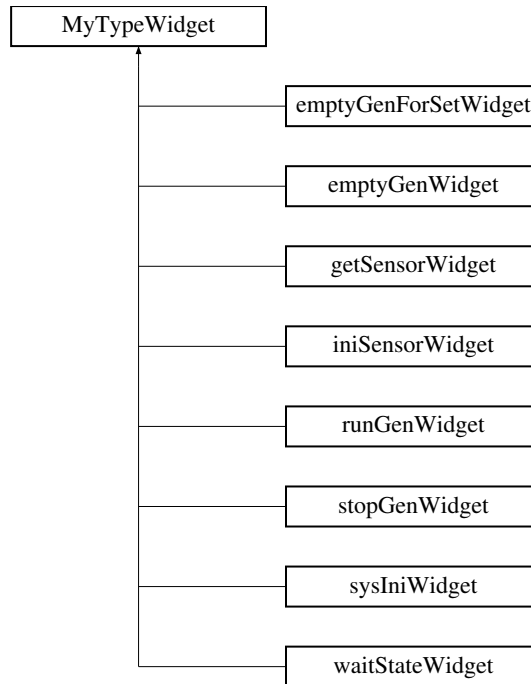 MyTypeWidget
emptyGenForSetWidget
emptyGenWidget
getSensorWidget
iniSensorWidget
runGenWidget
stopGenWidget
sysIniWidget
waitStateWidget